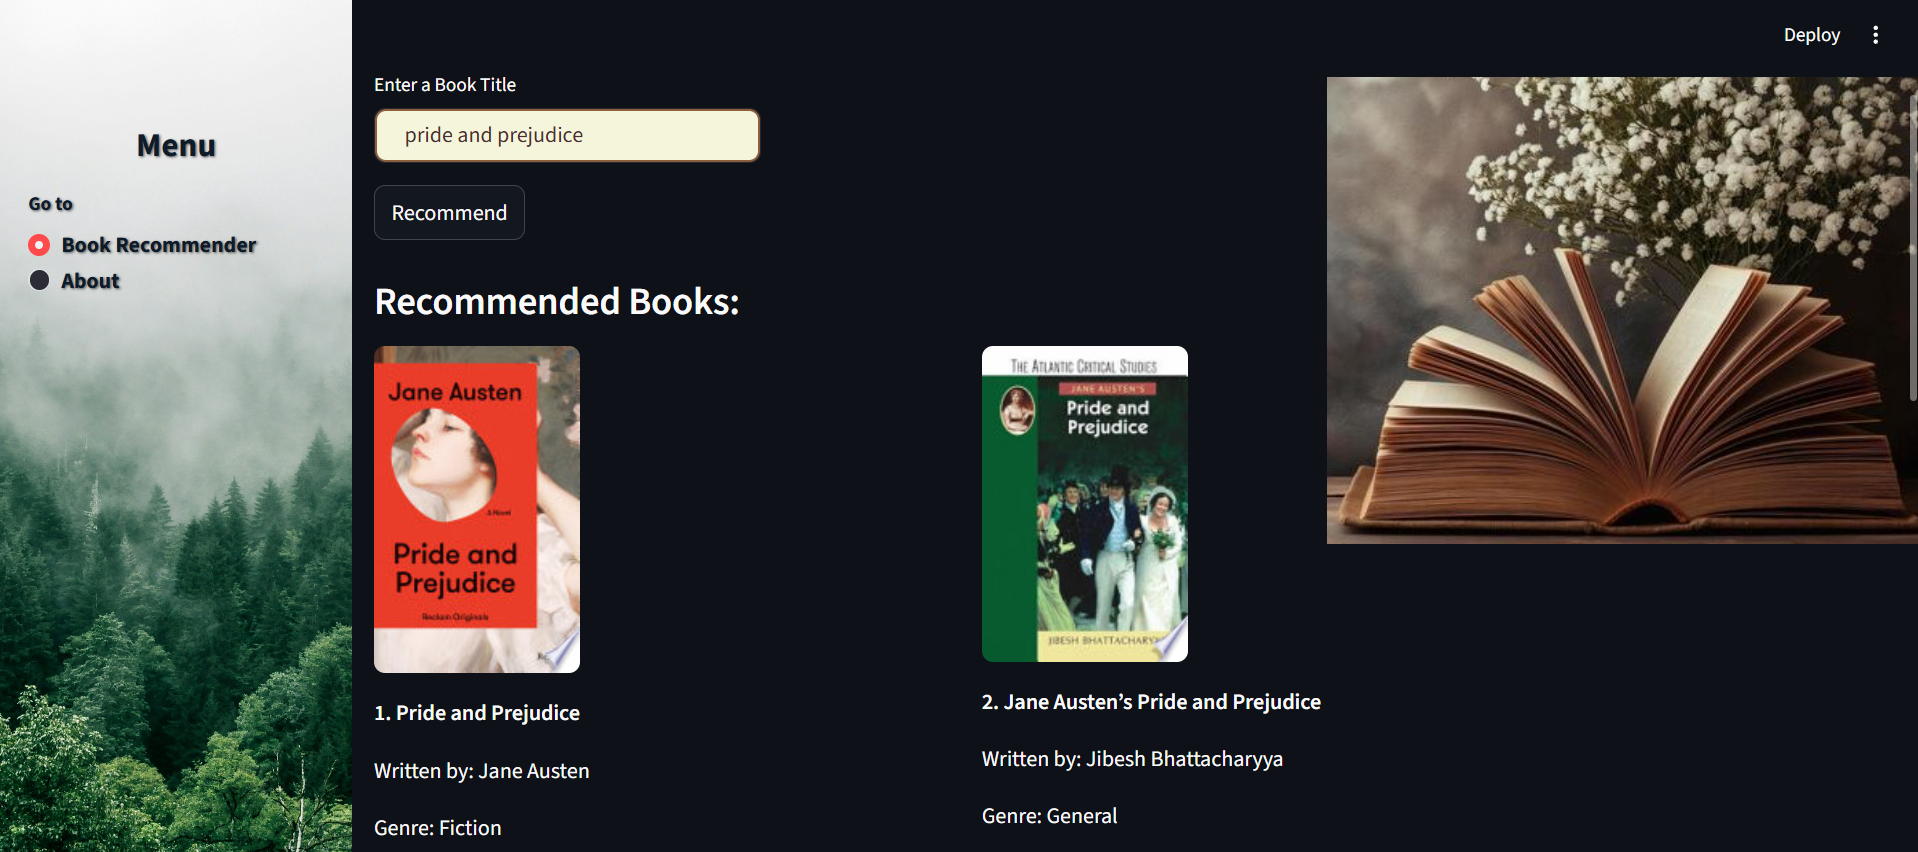 Deploy
Menu
Go to
Book Recommender
About
Enter a Book Title
pride and prejudice
Recommend
Recommended Books:
Jane Austen
A Novel
Pride and
Prejudice
Reclam Originals
1. Pride and Prejudice
Written by: Jane Austen
Genre: Fiction
THE ATLANTIC CRITICAL STUDIES
JANE AUSTEN'S
Pride and
Prejudice
2. Jane Austen’s Pride and Prejudice
Written by: Jibesh Bhattacharyya
Genre: General